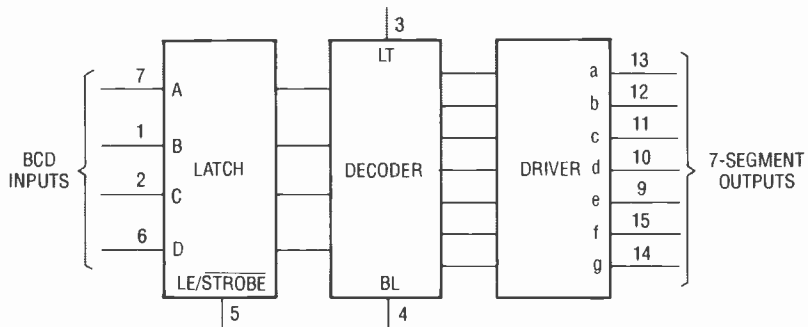 3
LT
7
A
1
B
2
C
6
D
BCD
INPUTS
LATCH
LE/STROBE
5
DECODER
BL
4
DRIVER
a 13
b 12
c 11
d 10
e 9
f 15
g 14
7-SEGMENT
OUTPUTS